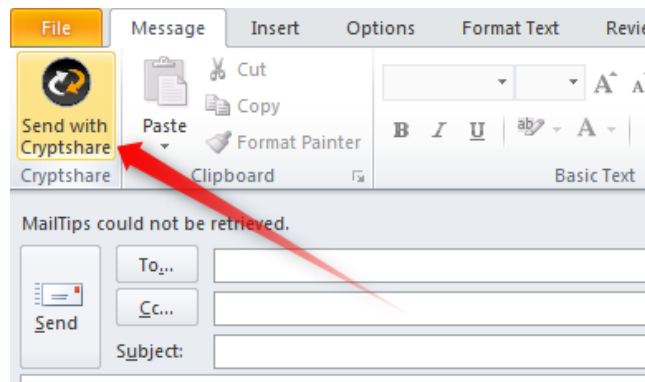 File Message Insert Options Format Text
Send with Cryptshare
Paste
Cut
Copy
Format Painter
B I U ab A A A
Cryptshare Clipboard Basic Text
MailTips could not be retrieved.
Send
To...
Cc...
Subject: